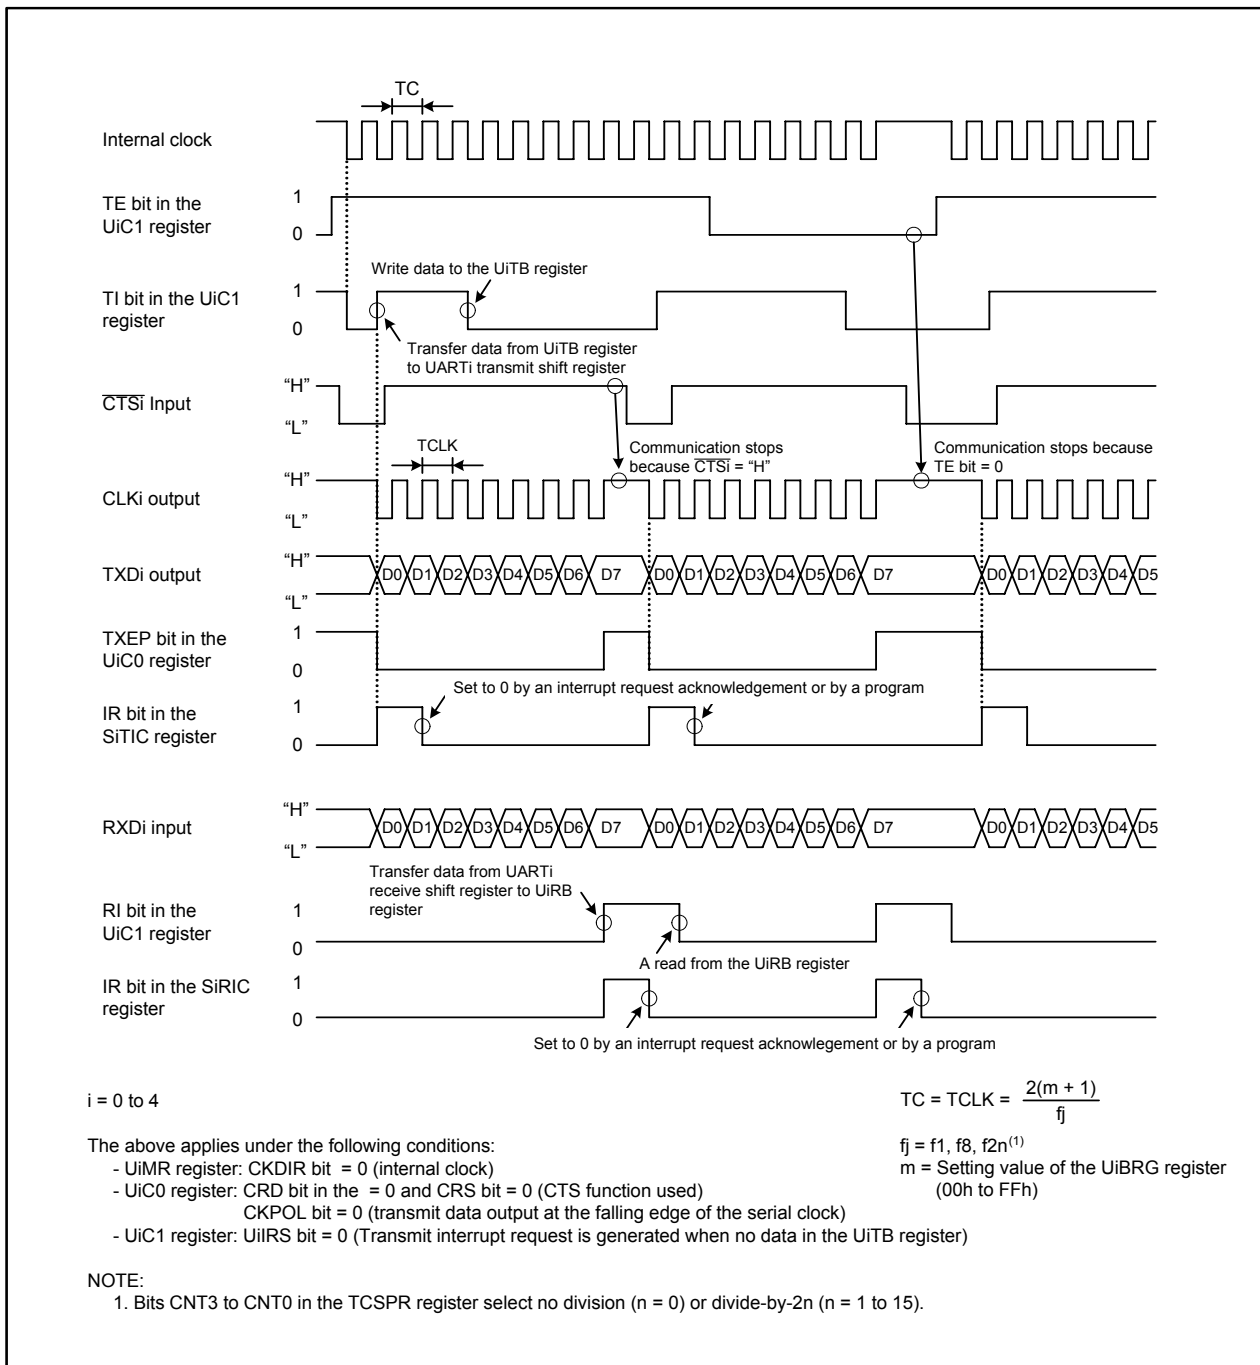 TC
Internal clock
TE bit in the
UiC1 register
1
0
Write data to the UiTB register
TI bit in the UiC1
register
1
0
Transfer data from UiTB register
to UARTi transmit shift register
CTSi Input
“H”
“L”
TCLK
Communication stops
because CTSi = “H”
Communication stops because
TE bit = 0
CLKi output
“H”
“L”
TXDi output
“H”
“L”
D0 D1 D2 D3 D4 D5 D6 D7 D0 D1 D2 D3 D4 D5 D6 D7 D0 D1 D2 D3 D4 D5
TXEP bit in the
UiC0 register
1
0
Set to 0 by an interrupt request acknowledgement or by a program
IR bit in the
SiTIC register
1
0
RXDi input
“H”
“L”
D0 D1 D2 D3 D4 D5 D6 D7 D0 D1 D2 D3 D4 D5 D6 D7 D0 D1 D2 D3 D4 D5
Transfer data from UARTi
receive shift register to UiRB
register
RI bit in the
UiC1 register
1
0
A read from the UiRB register
IR bit in the SiRIC
register
1
0
Set to 0 by an interrupt request acknowlegement or by a program
i = 0 to 4
TC = TCLK = 2(m + 1)
fj
The above applies under the following conditions:
- UiMR register: CKDIR bit = 0 (internal clock)
- UiC0 register: CRD bit in the = 0 and CRS bit = 0 (CTS function used)
CKPOL bit = 0 (transmit data output at the falling edge of the serial clock)
- UiC1 register: UiIRS bit = 0 (Transmit interrupt request is generated when no data in the UiTB register)
fj = f1, f8, f2n(1)
m = Setting value of the UiBRG register
(00h to FFh)
NOTE:
1. Bits CNT3 to CNT0 in the TCSPR register select no division (n = 0) or divide-by-2n (n = 1 to 15).